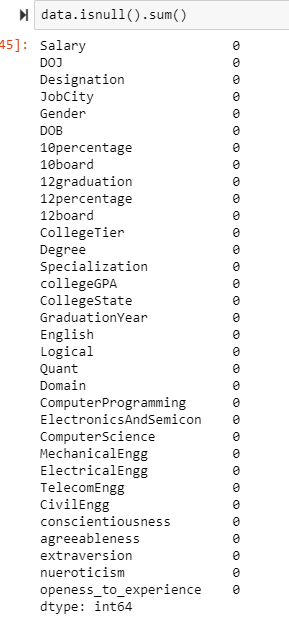 data.isnull().sum()
45]: Salary 0
DOJ 0
Designation 0
JobCity 0
Gender 0
DOB 0
10percentage 0
10board 0
12graduation 0
12percentage 0
12board 0
CollegeTier 0
Degree 0
Specialization 0
collegeGPA 0
CollegeState 0
GraduationYear 0
English 0
Logical 0
Quant 0
Domain 0
ComputerProgramming 0
ElectronicsAndSemicon 0
ComputerScience 0
MechanicalEngg 0
ElectricalEngg 0
TelecomEngg 0
CivilEngg 0
conscientiousness 0
agreeableness 0
extraversion 0
nueroticism 0
openess_to_experience 0
dtype: int64